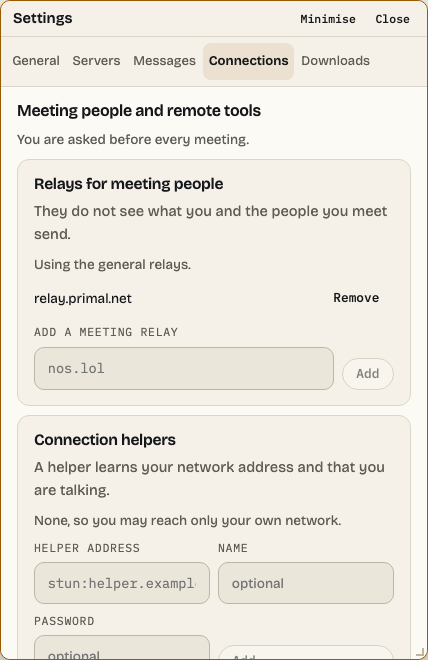 Settings
Minimise
Close
General
Servers
Messages
Connections
Downloads
Meeting people and remote tools
You are asked before every meeting.
Relays for meeting people
They do not see what you and the people you meet
send.
Using the general relays.
relay.primal.net
Remove
ADD A MEETING RELAY
nos.lol
Add
Connection helpers
A helper learns your network address and that you
are talking.
None, so you may reach only your own network.
HELPER ADDRESS
NAME
stun:helper.exampl
optional
PASSWORD
optional
Add